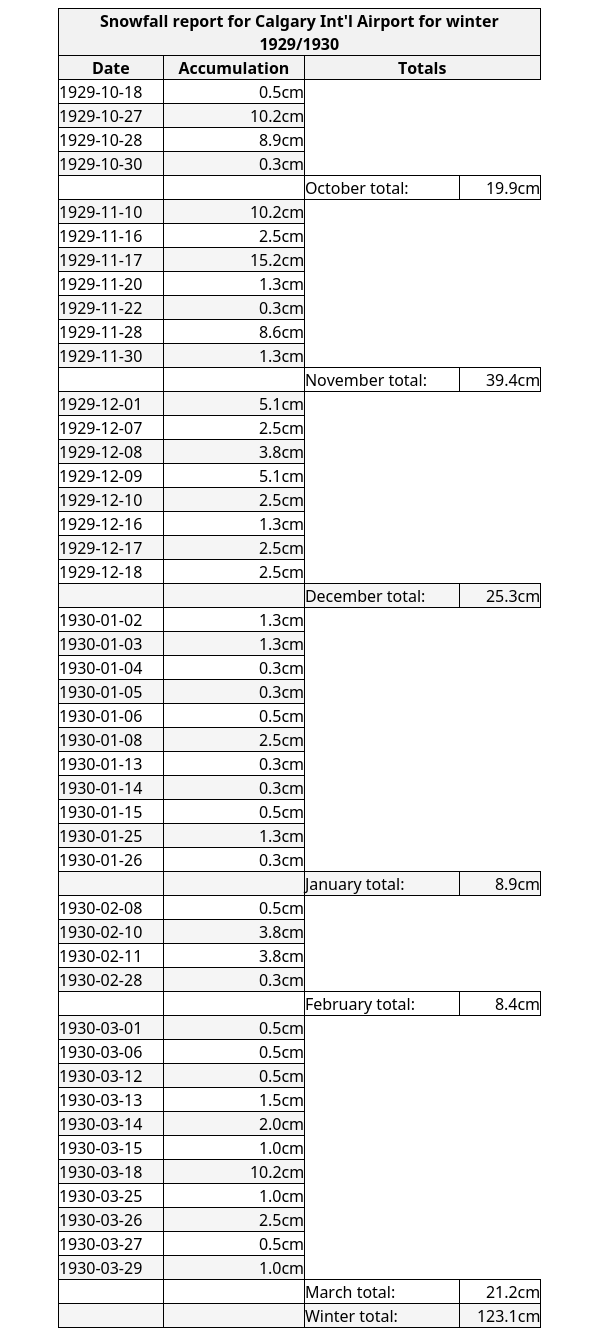 Snowfall report for Calgary Int'l Airport for winter
1929/1930
Date Accumulation Totals
1929-10-18 0.5cm
1929-10-27 10.2cm
1929-10-28 8.9cm
1929-10-30 0.3cm
October total: 19.9cm
1929-11-10 10.2cm
1929-11-16 2.5cm
1929-11-17 15.2cm
1929-11-20 1.3cm
1929-11-22 0.3cm
1929-11-28 8.6cm
1929-11-30 1.3cm
November total: 39.4cm
1929-12-01 5.1cm
1929-12-07 2.5cm
1929-12-08 3.8cm
1929-12-09 5.1cm
1929-12-10 2.5cm
1929-12-16 1.3cm
1929-12-17 2.5cm
1929-12-18 2.5cm
December total: 25.3cm
1930-01-02 1.3cm
1930-01-03 1.3cm
1930-01-04 0.3cm
1930-01-05 0.3cm
1930-01-06 0.5cm
1930-01-08 2.5cm
1930-01-13 0.3cm
1930-01-14 0.3cm
1930-01-15 0.5cm
1930-01-25 1.3cm
1930-01-26 0.3cm
January total: 8.9cm
1930-02-08 0.5cm
1930-02-10 3.8cm
1930-02-11 3.8cm
1930-02-28 0.3cm
February total: 8.4cm
1930-03-01 0.5cm
1930-03-06 0.5cm
1930-03-12 0.5cm
1930-03-13 1.5cm
1930-03-14 2.0cm
1930-03-15 1.0cm
1930-03-18 10.2cm
1930-03-25 1.0cm
1930-03-26 2.5cm
1930-03-27 0.5cm
1930-03-29 1.0cm
March total: 21.2cm
Winter total: 123.1cm